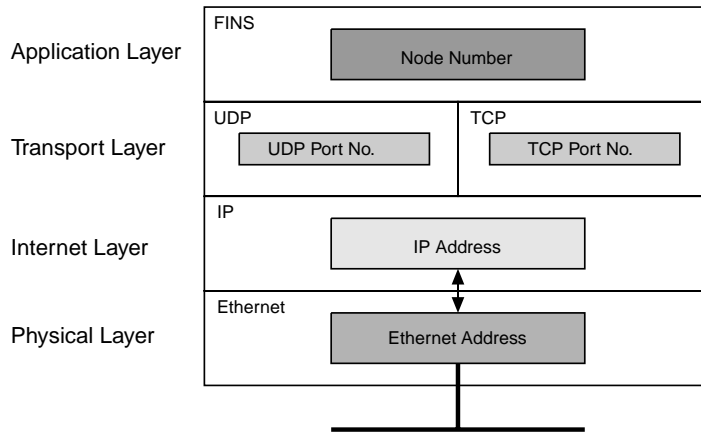 FINS
Application Layer
Node Number
UDP
TCP
Transport Layer
UDP Port No.
TCP Port No.
IP
Internet Layer
IP Address
Ethernet
Physical Layer
Ethernet Address